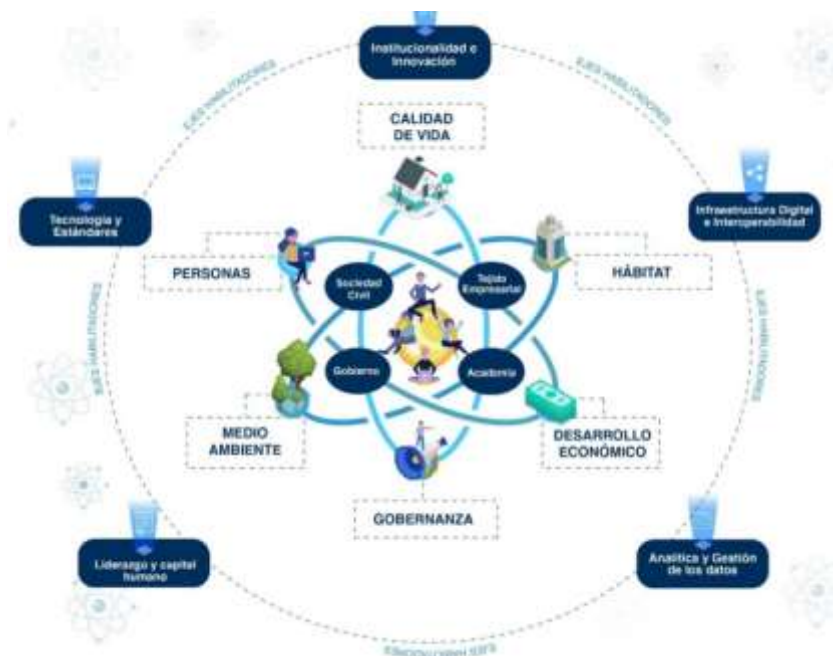 Institucionalidad e
Innovación
EJES HABILITADORES
EJES HABILITADORES
CALIDAD
DE VIDA
Tecnología y
Estándares
Infraestructura Digital
e Interoperabilidad
PERSONAS
HÁBITAT
Sociedad
Civil
Tejido
Empresarial
EJES HABILITADORES
EJES HABILITADORES
Gobierno
Academia
MEDIO
AMBIENTE
DESARROLLO
ECONÓMICO
GOBERNANZA
Liderazgo y capital
humano
Analítica y Gestión
de los datos
EJES HABILITADORES